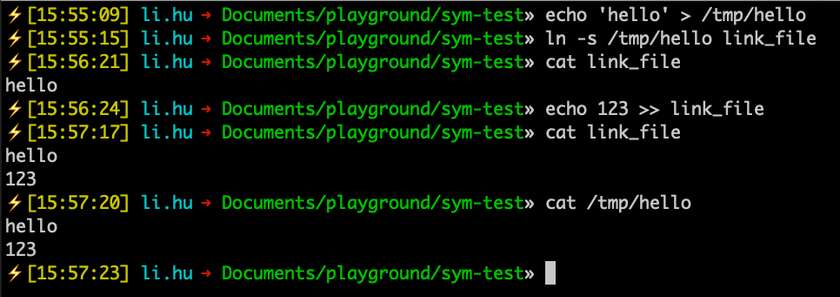 ⚡[15:55:09] li.hu → Documents/playground/sym-test» echo 'hello' > /tmp/hello
⚡[15:55:15] li.hu → Documents/playground/sym-test» ln -s /tmp/hello link_file
⚡[15:56:21] li.hu → Documents/playground/sym-test» cat link_file
hello
⚡[15:56:24] li.hu → Documents/playground/sym-test» echo 123 >> link_file
⚡[15:57:17] li.hu → Documents/playground/sym-test» cat link_file
hello
123
⚡[15:57:20] li.hu → Documents/playground/sym-test» cat /tmp/hello
hello
123
⚡[15:57:23] li.hu → Documents/playground/sym-test»